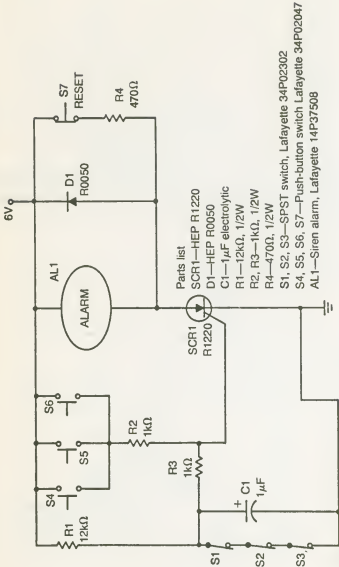 6V
S7
RESET
R4
470Ω
D1
R0050
AL1
ALARM
S6
S5
S4
R1
12kΩ
R2
1kΩ
R3
1kΩ
SCR1
R1220
C1
+
1µF
S1
S2
S3
Parts list
SCR1—HEP R1220
D1—HEP R0050
C1—1µF electrolytic
R1—12kΩ, 1/2W
R2, R3—1kΩ, 1/2W
R4—470Ω, 1/2W
S1, S2, S3—SPST switch, Lafayette 34P02302
S4, S5, S6, S7—Push-button switch Lafayette 34P02047
AL1—Siren alarm, Lafayette 14P37508